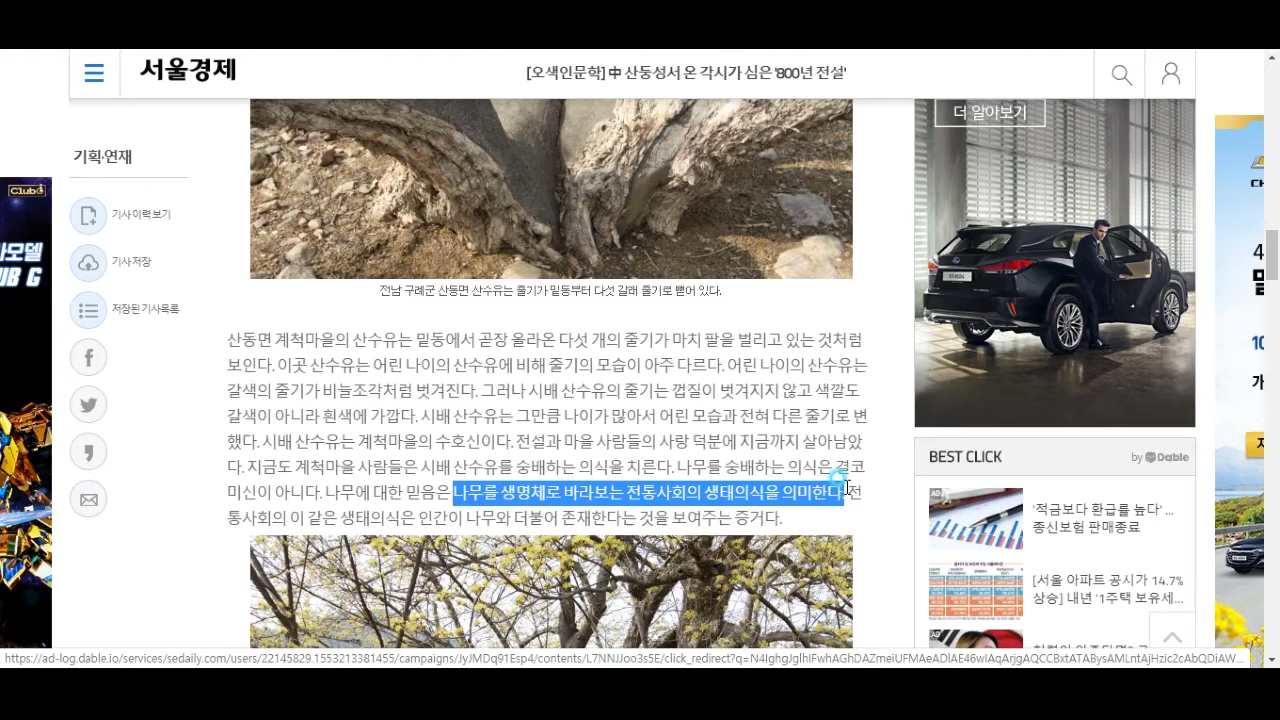 서울경제
[오색인문학] 中 산둥성서 온 각시가 심은 '800년 전설'
더 알아보기
기획·연재
Club
기사이력보기
기사저장
저장된기사목록
전남 구례군 산동면 산수유는 줄기가 밑동부터 다섯 갈래 줄기로 뻗어 있다.
산동면 계척마을의 산수유는 밑동에서 곧장 올라온 다섯 개의 줄기가 마치 팔을 벌리고 있는 것처럼
보인다. 이곳 산수유는 어린 나이의 산수유에 비해 줄기의 모습이 아주 다르다. 어린 나이의 산수유는
갈색의 줄기가 비늘조각처럼 벗겨진다. 그러나 시배 산수유의 줄기는 껍질이 벗겨지지 않고 색깔도
갈색이 아니라 흰색에 가깝다. 시배 산수유는 그만큼 나이가 많아서 어린 모습과 전혀 다른 줄기로 변
했다. 시배 산수유는 계척마을의 수호신이다. 전설과 마을 사람들의 사랑 덕분에 지금까지 살아남았
다. 지금도 계척마을 사람들은 시배 산수유를 숭배하는 의식을 치른다. 나무를 숭배하는 의식은 결코
미신이 아니다. 나무에 대한 믿음은 나무를 생명체로 바라보는 전통사회의 생태의식을 의미한다. 전
통사회의 이 같은 생태의식은 인간이 나무와 더불어 존재한다는 것을 보여주는 증거다.
BEST CLICK
by Dable
AD
'적금보다 환급률 높다' ...
종신보험 판매종료
[서울 아파트 공시가 14.7%
상승] 내년 '1주택 보유세...
AD